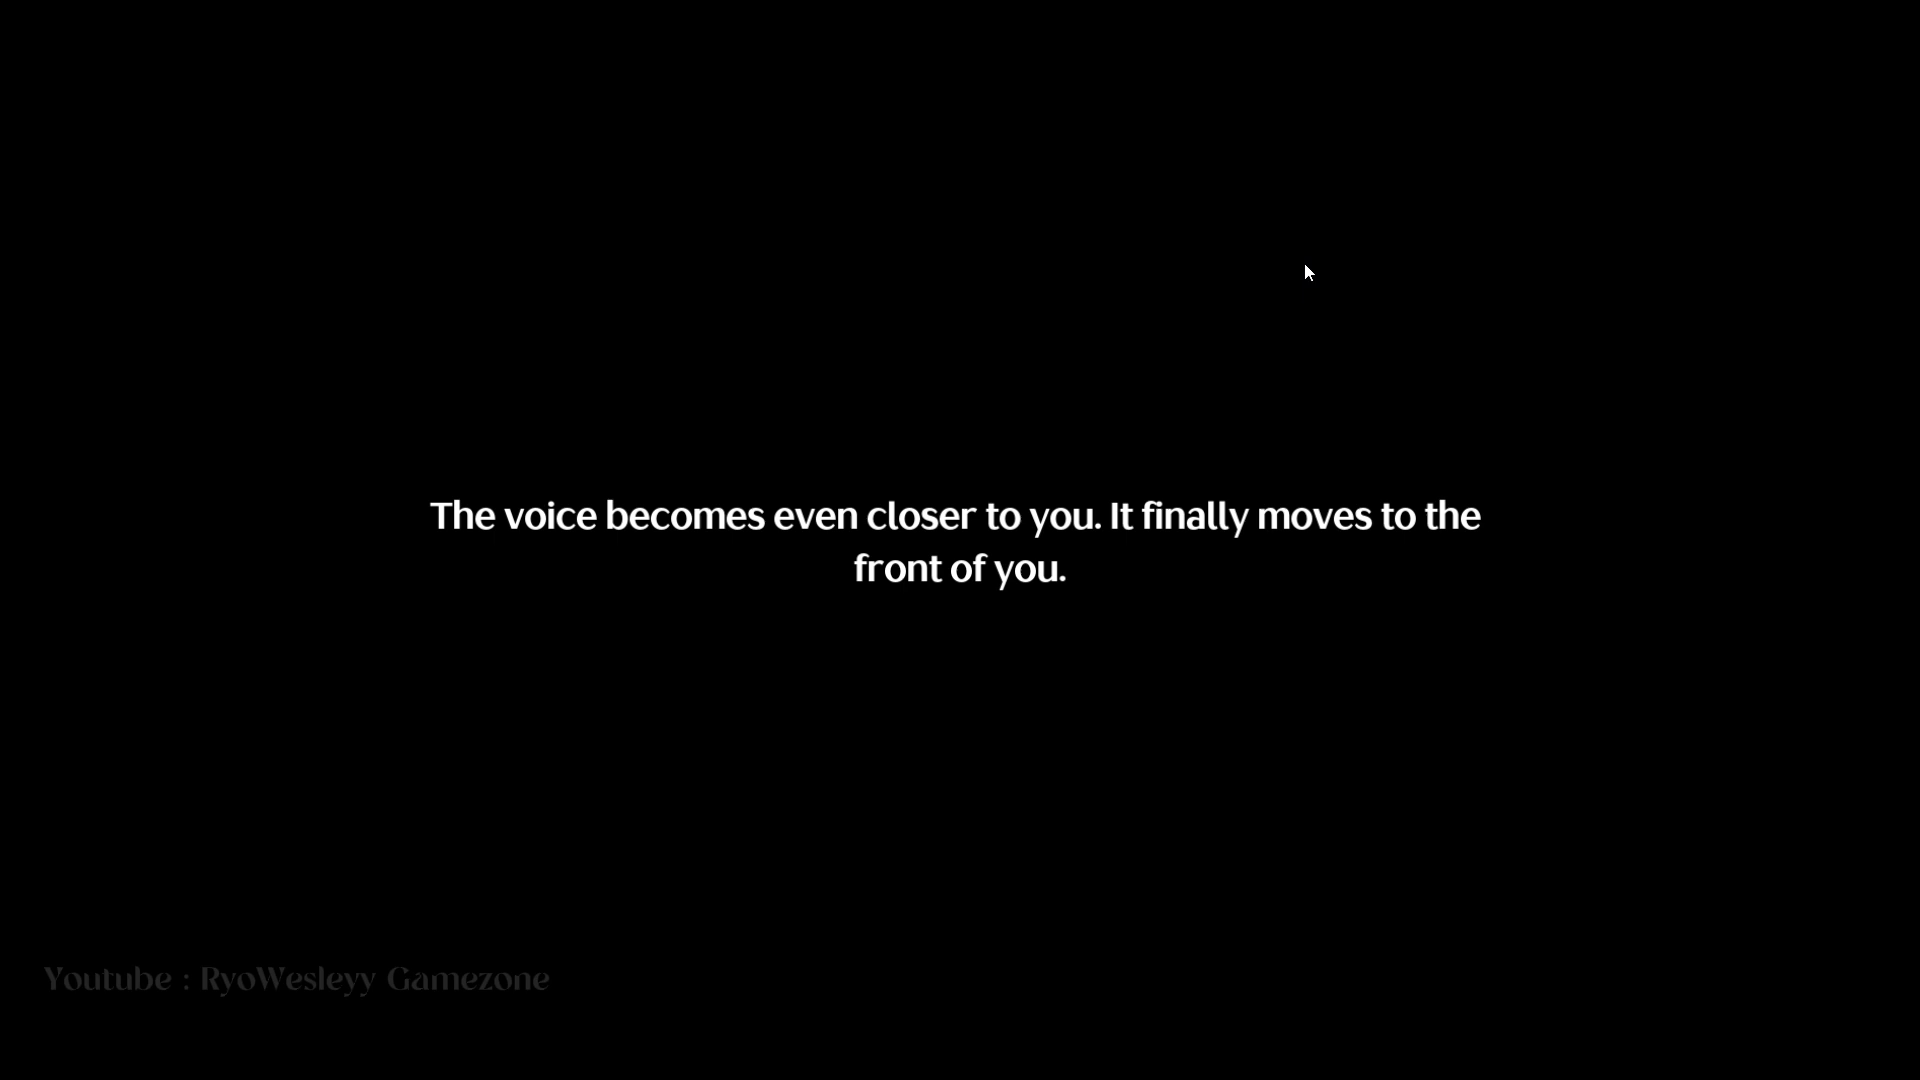 The voice becomes even closer to you. It finally moves to the
front of you.
Youtube : RyoWesleyy Gamezone